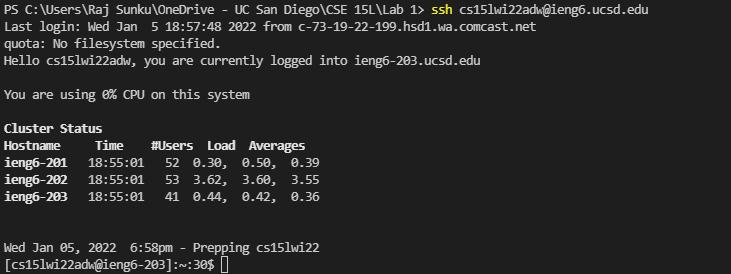 PS C:\Users\Raj Sunku\OneDrive - UC San Diego\CSE 15L\Lab 1> ssh cs15lwi22adw@ieng6.ucsd.edu
Last login: Wed Jan  5 18:57:48 2022 from c-73-19-22-199.hsd1.wa.comcast.net
quota: No filesystem specified.
Hello cs15lwi22adw, you are currently logged into ieng6-203.ucsd.edu
You are using 0% CPU on this system
Cluster Status
Hostname     Time    #Users  Load  Averages
ieng6-201   18:55:01   52  0.30,  0.50,  0.39
ieng6-202   18:55:01   53  3.62,  3.60,  3.55
ieng6-203   18:55:01   41  0.44,  0.42,  0.36
Wed Jan 05, 2022  6:58pm - Prepping cs15lwi22
[cs15lwi22adw@ieng6-203]:~:30$